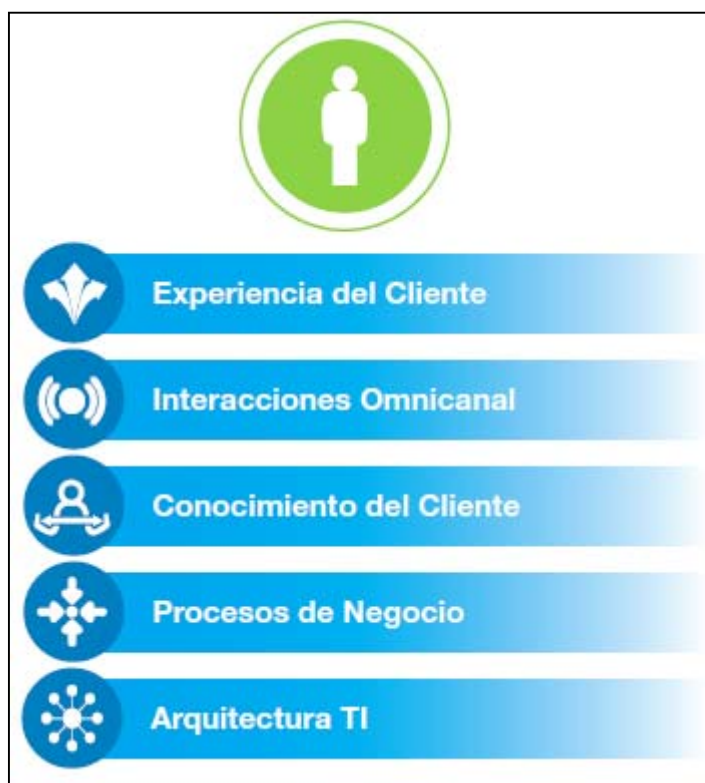 Experiencia del Cliente
Interacciones Omnicanal
Conocimiento del Cliente
Procesos de Negocio
Arquitectura TI